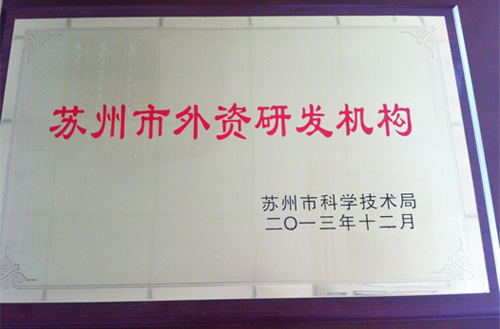 苏州市外资研发机构
苏州市科学技术局
二〇一三年十二月